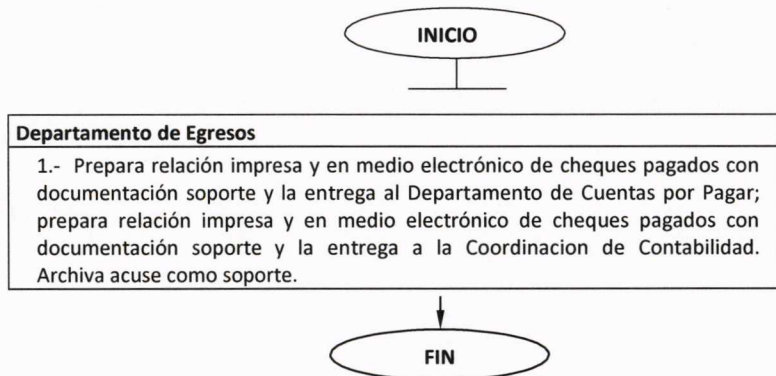 INICIO
Departamento de Egresos
1.- Prepara relación impresa y en medio electrónico de cheques pagados con
documentación soporte y la entrega al Departamento de Cuentas por Pagar;
prepara relación impresa y en medio electrónico de cheques pagados con
documentación soporte y la entrega a la Coordinacion de Contabilidad.
Archiva acuse como soporte.
FIN